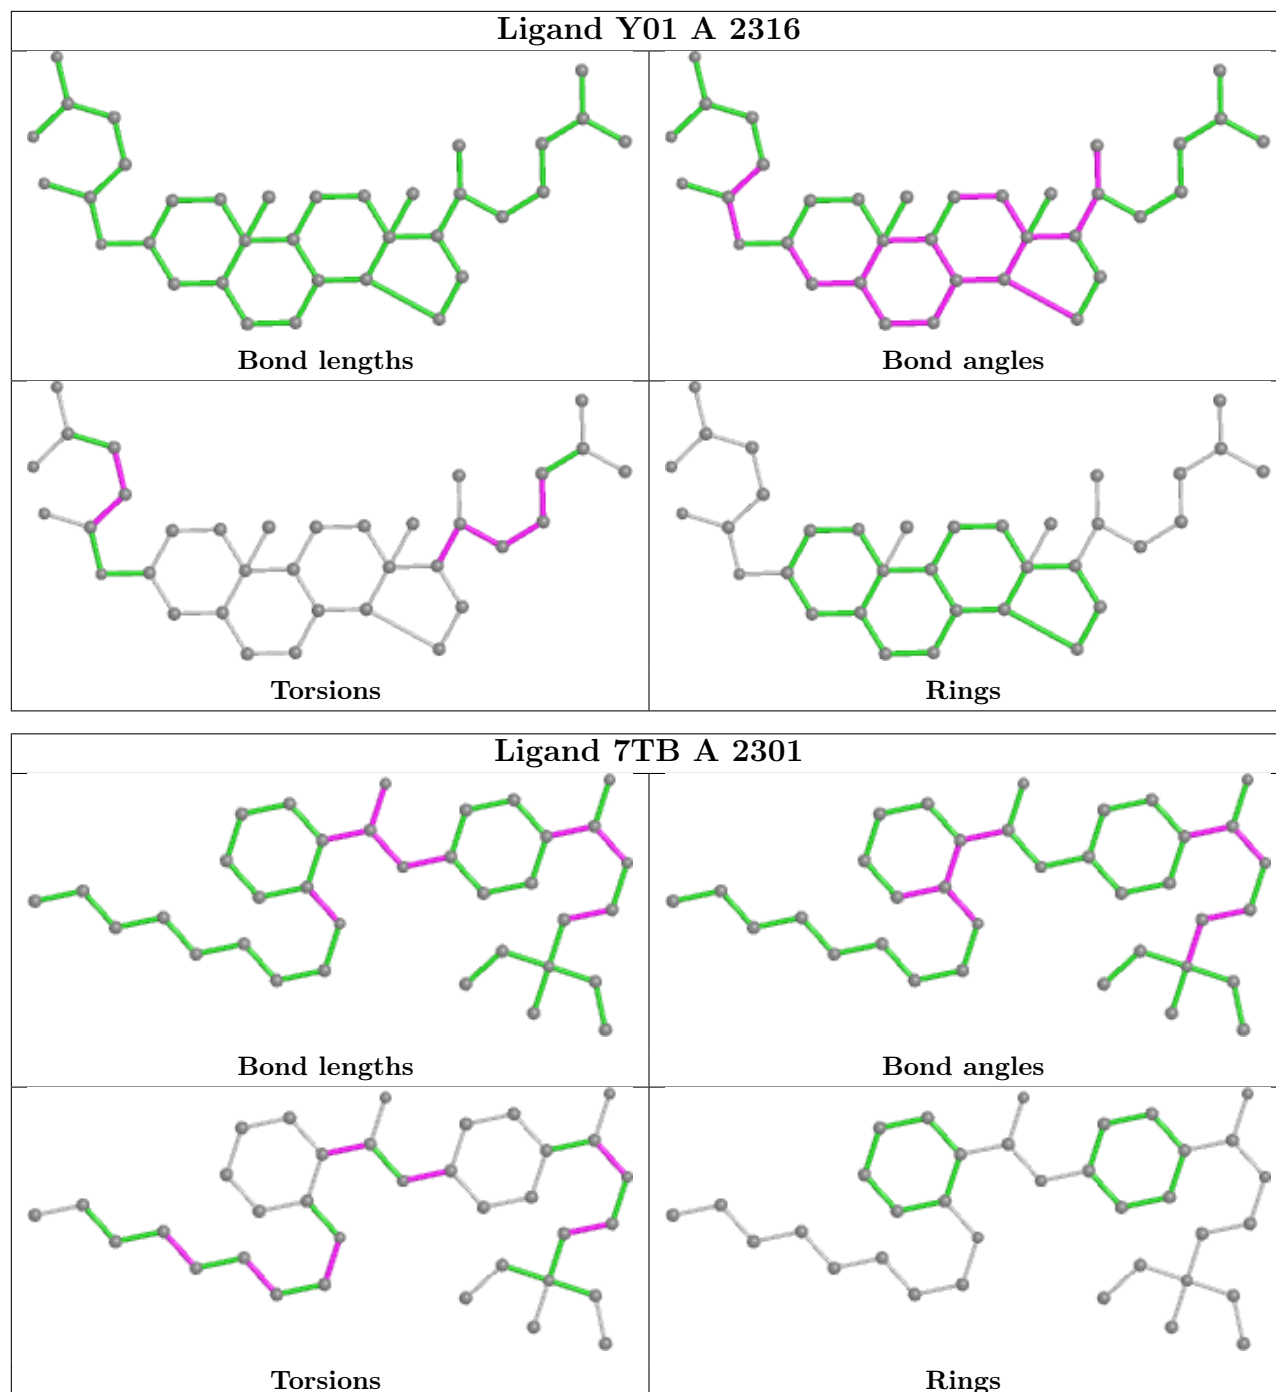 Ligand Y01 A 2316
Bond lengths
Bond angles
Torsions
Rings
Ligand 7TB A 2301
Bond lengths
Bond angles
Torsions
Rings